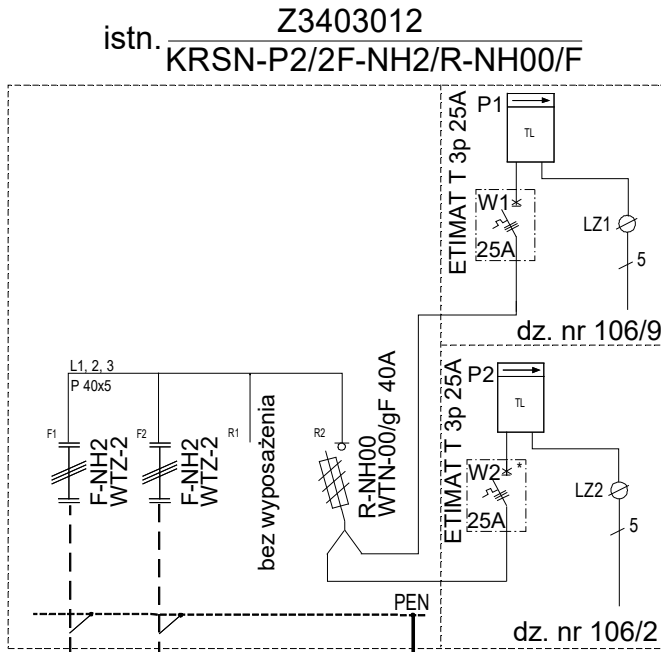 istn. Z3403012
KRSN-P2/2F-NH2/R-NH00/F
ETIMAT T 3p 25A
P1
TL
W1
25A
LZ1
5
dz. nr 106/9
L1, 2, 3
P 40x5
F1
F-NH2
WTZ-2
F2
F-NH2
WTZ-2
R1
bez wyposażenia
R2
R-NH00
WTN-00/gF 40A
ETIMAT T 3p 25A
P2
TL
W2 *
25A
LZ2
5
PEN
dz. nr 106/2